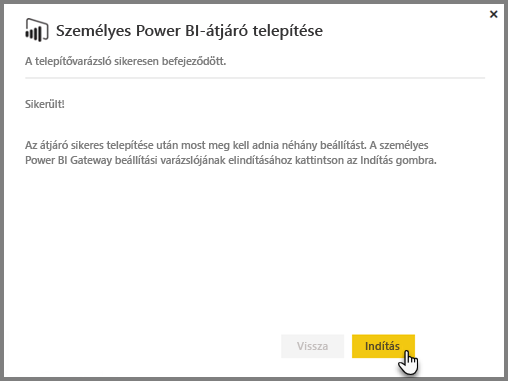 Személyes Power BI-átjáró telepítése
A telepítővarázsló sikeresen befejeződött.
Sikerült!
Az átjáró sikeres telepítése után most meg kell adnia néhány beállítást. A személyes
Power BI Gateway beállítási varázslójának elindításához kattintson az Indítás gombra.
Vissza
Indítás